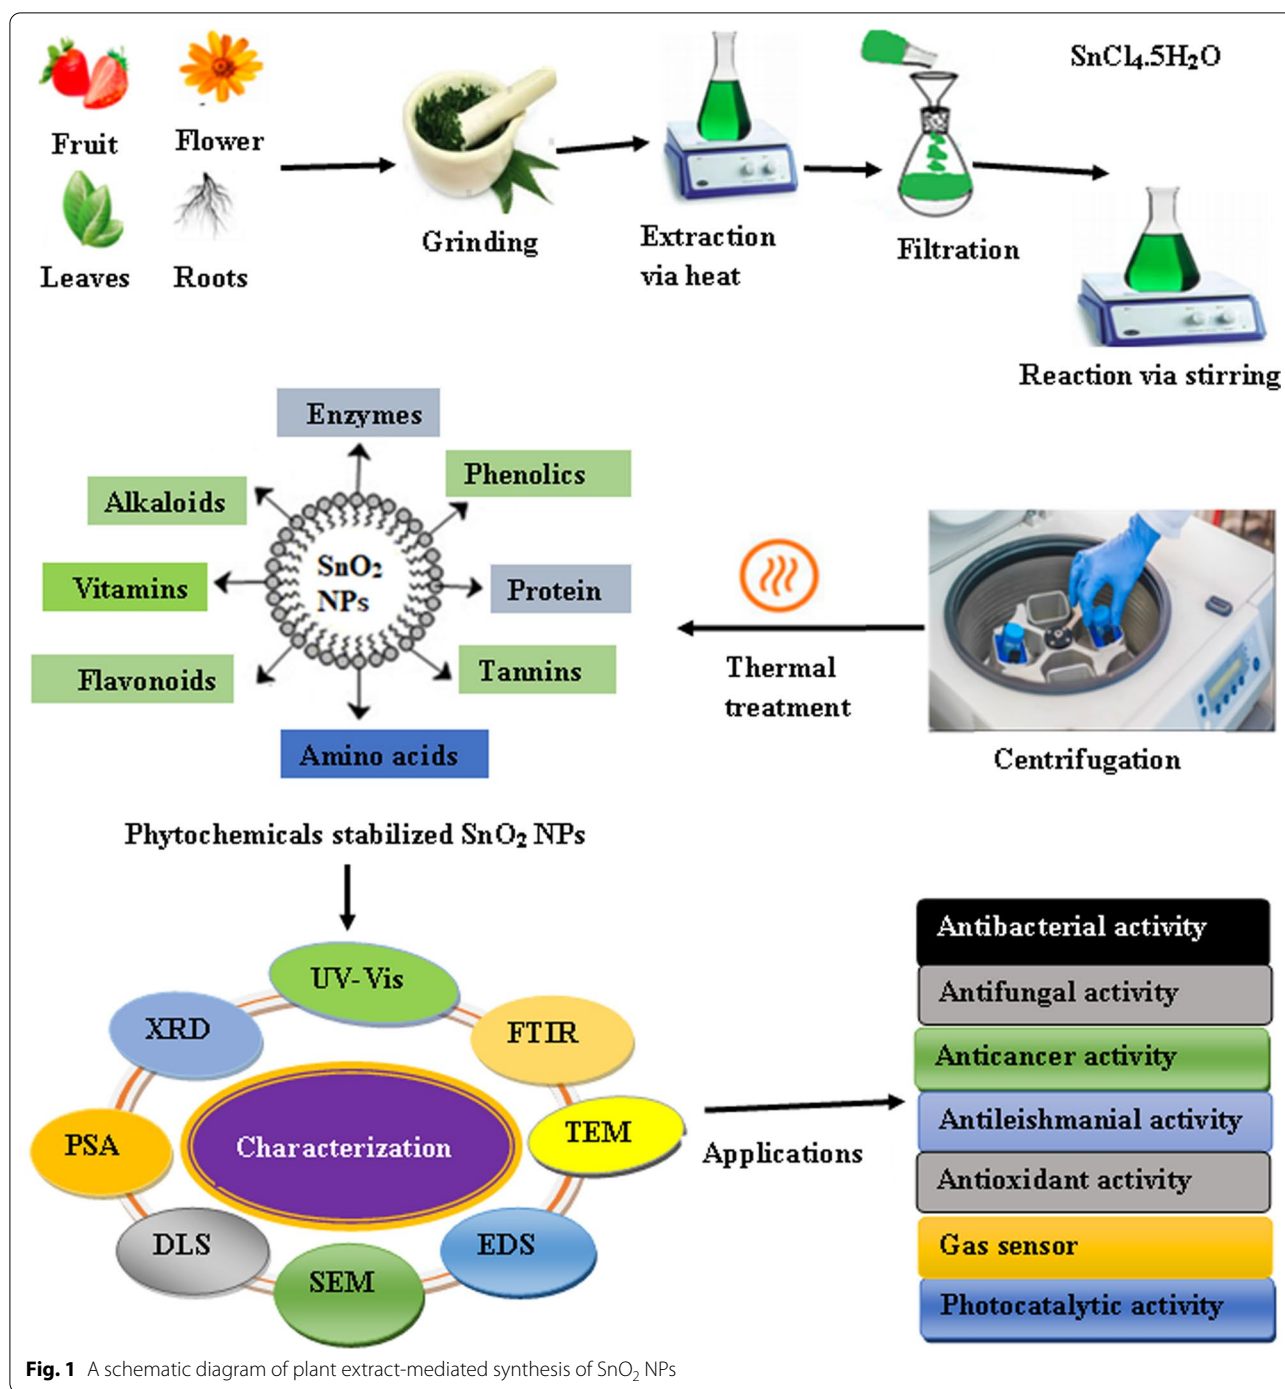 SnCl₄.5H₂O
Fruit
Flower
Leaves
Roots
Grinding
Extraction
via heat
Filtration
Reaction via stirring
Enzymes
Phenolics
Alkaloids
SnO₂
NPs
Vitamins
Protein
Flavonoids
Tannins
Amino acids
Thermal
treatment
Centrifugation
Phytochemicals stabilized SnO₂ NPs
UV-Vis
XRD
FTIR
PSA
Characterization
TEM
DLS
EDS
SEM
Applications
Antibacterial activity
Antifungal activity
Anticancer activity
Antileishmanial activity
Antioxidant activity
Gas sensor
Photocatalytic activity
Fig. 1 A schematic diagram of plant extract-mediated synthesis of SnO₂ NPs